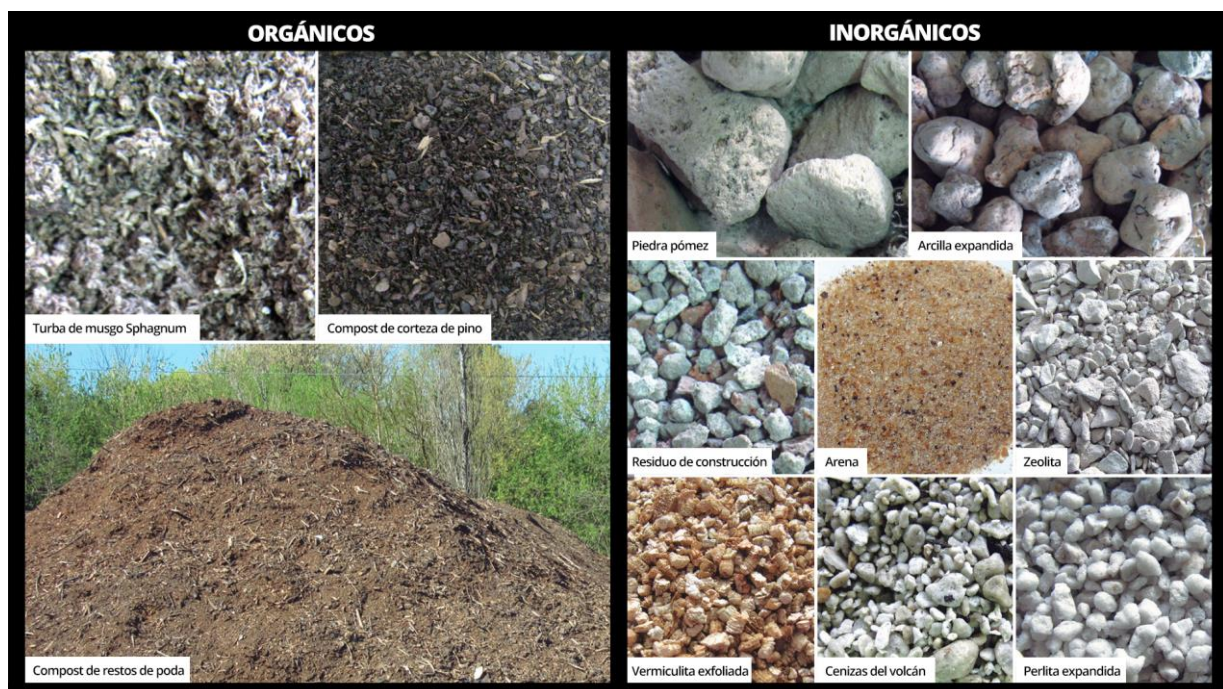 ORGÁNICOS
Turba de musgo Sphagnum
Compost de corteza de pino
Compost de restos de poda
INORGÁNICOS
Piedra pómez
Arcilla expandida
Residuo de construcción
Arena
Zeolita
Vermiculita exfoliada
Cenizas del volcán
Perlita expandida